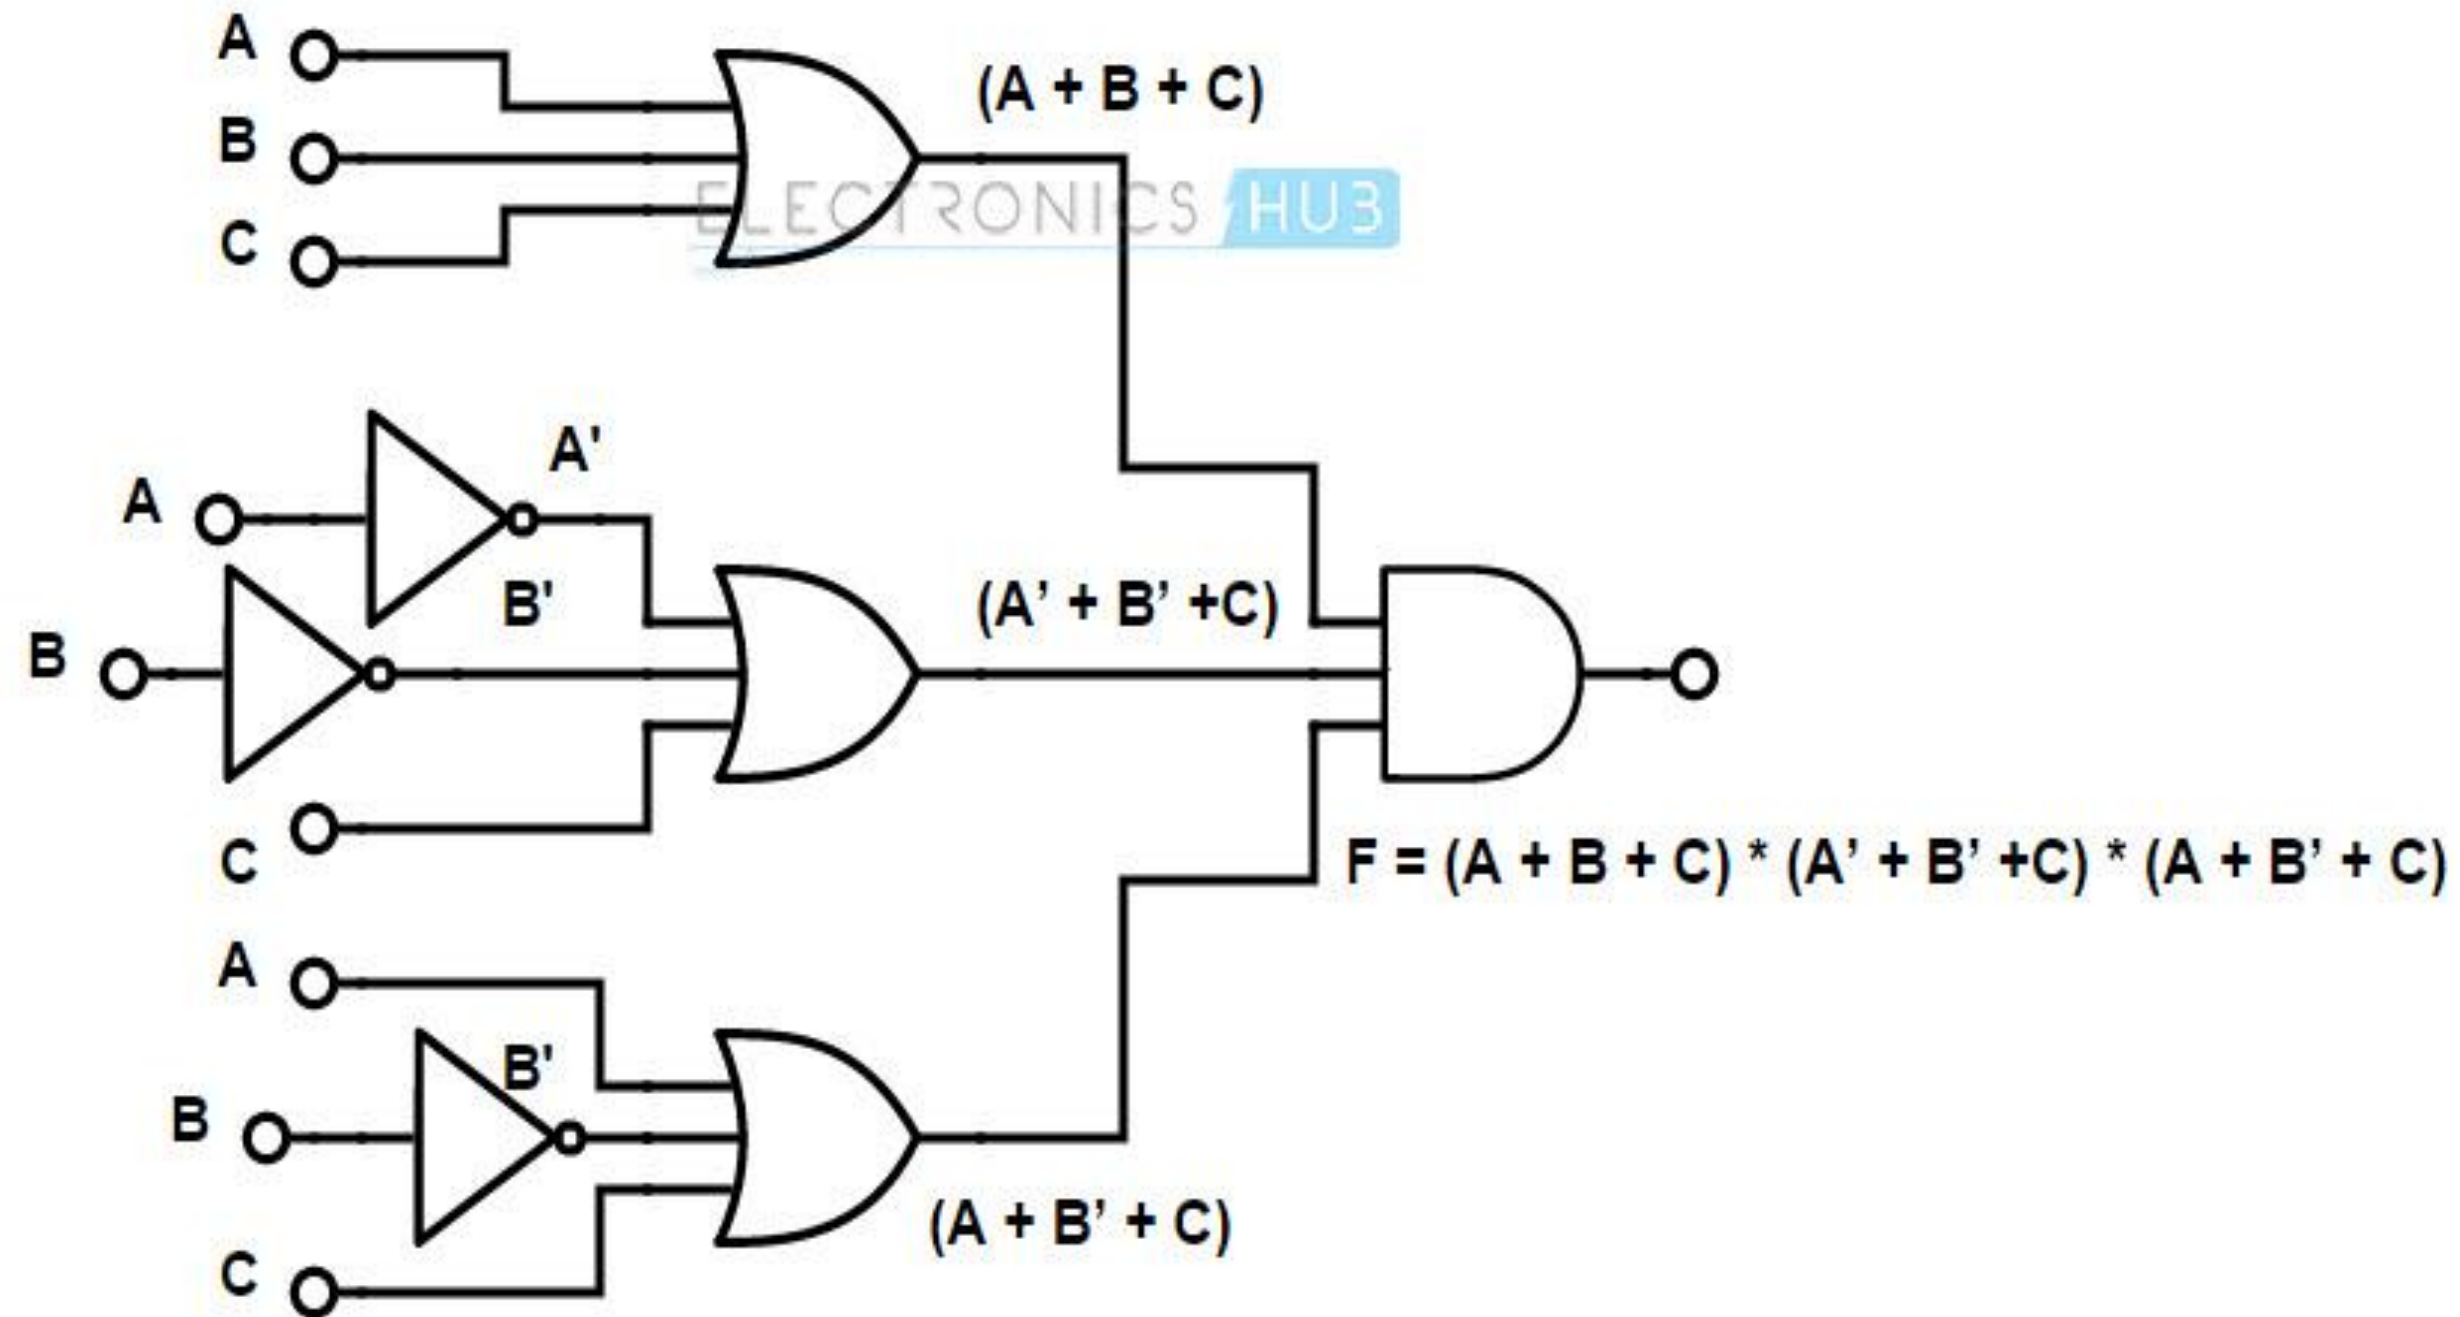 A
(A + B + C)
B
ELECTRONICS HUB
C
A'
A
B'
(A’ + B’ +C)
B
C
F = (A + B + C) * (A’ + B’ +C) * (A + B’ + C)
A
B'
B
(A + B’ + C)
C